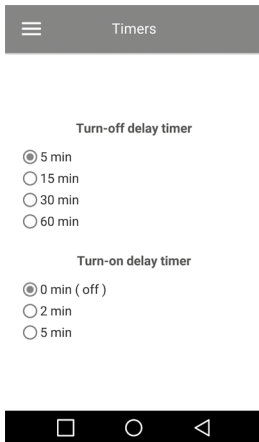 Timers
Turn-off delay timer
5 min
15 min
30 min
60 min
Turn-on delay timer
0 min ( off )
2 min
5 min